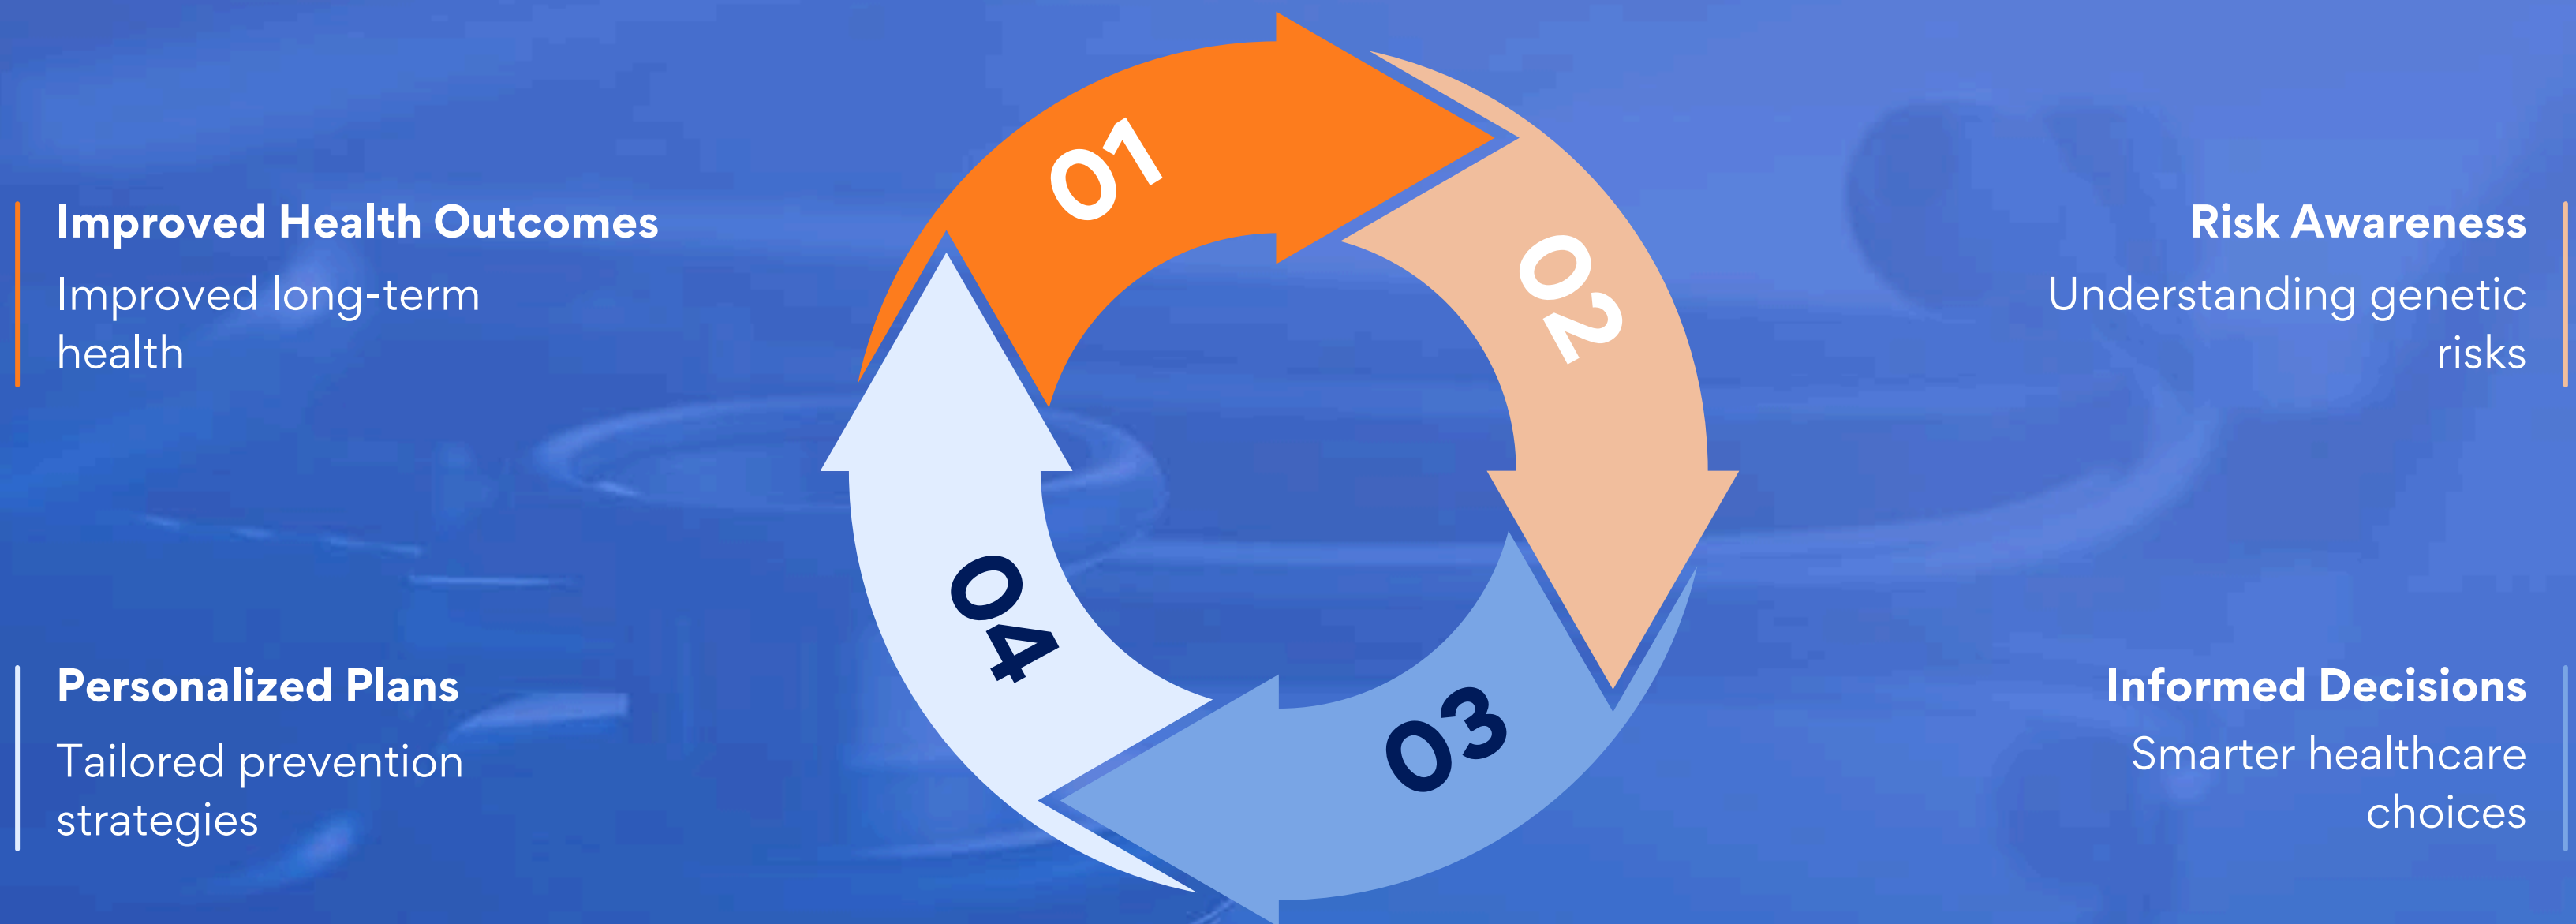 01
02
03
04
Improved Health Outcomes
Improved long-term
health
Risk Awareness
Understanding genetic
risks
Personalized Plans
Tailored prevention
strategies
Informed Decisions
Smarter healthcare
choices